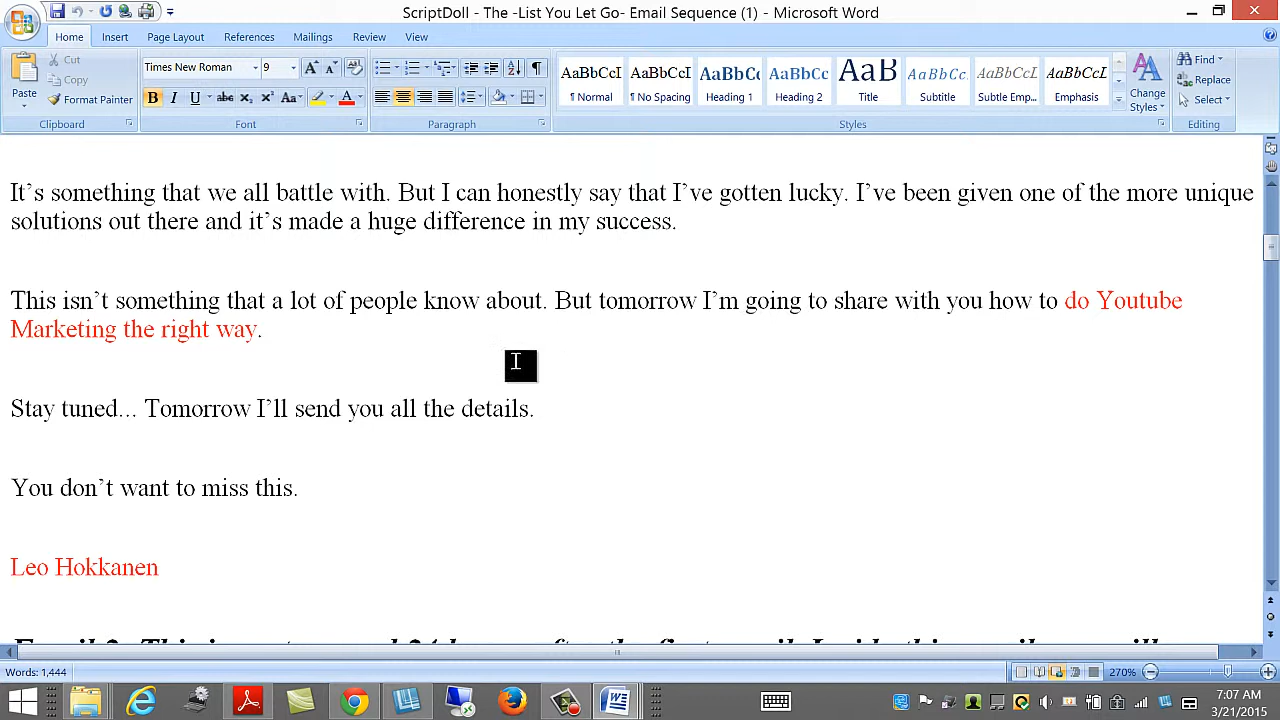 ScriptDoll - The -List You Let Go- Email Sequence (1) - Microsoft Word
Home Insert Page Layout References Mailings Review View
Paste
Cut
Copy
Format Painter
Clipboard
Times New Roman 9
Font
Paragraph
AaBbCcI AaBbCcI AaBbCc AaBbCc AaB AaBbCc. AaBbCcI AaBbCcI
¶ Normal ¶ No Spacing Heading 1 Heading 2 Title Subtitle Subtle Emp... Emphasis
Change Styles
Styles
Find
Replace
Select
Editing
It’s something that we all battle with. But I can honestly say that I’ve gotten lucky. I’ve been given one of the more unique
solutions out there and it’s made a huge difference in my success.
This isn’t something that a lot of people know about. But tomorrow I’m going to share with you how to do Youtube
Marketing the right way.
Stay tuned... Tomorrow I’ll send you all the details.
You don’t want to miss this.
Leo Hokkanen
Words: 1,444
270%
7:07 AM
3/21/2015